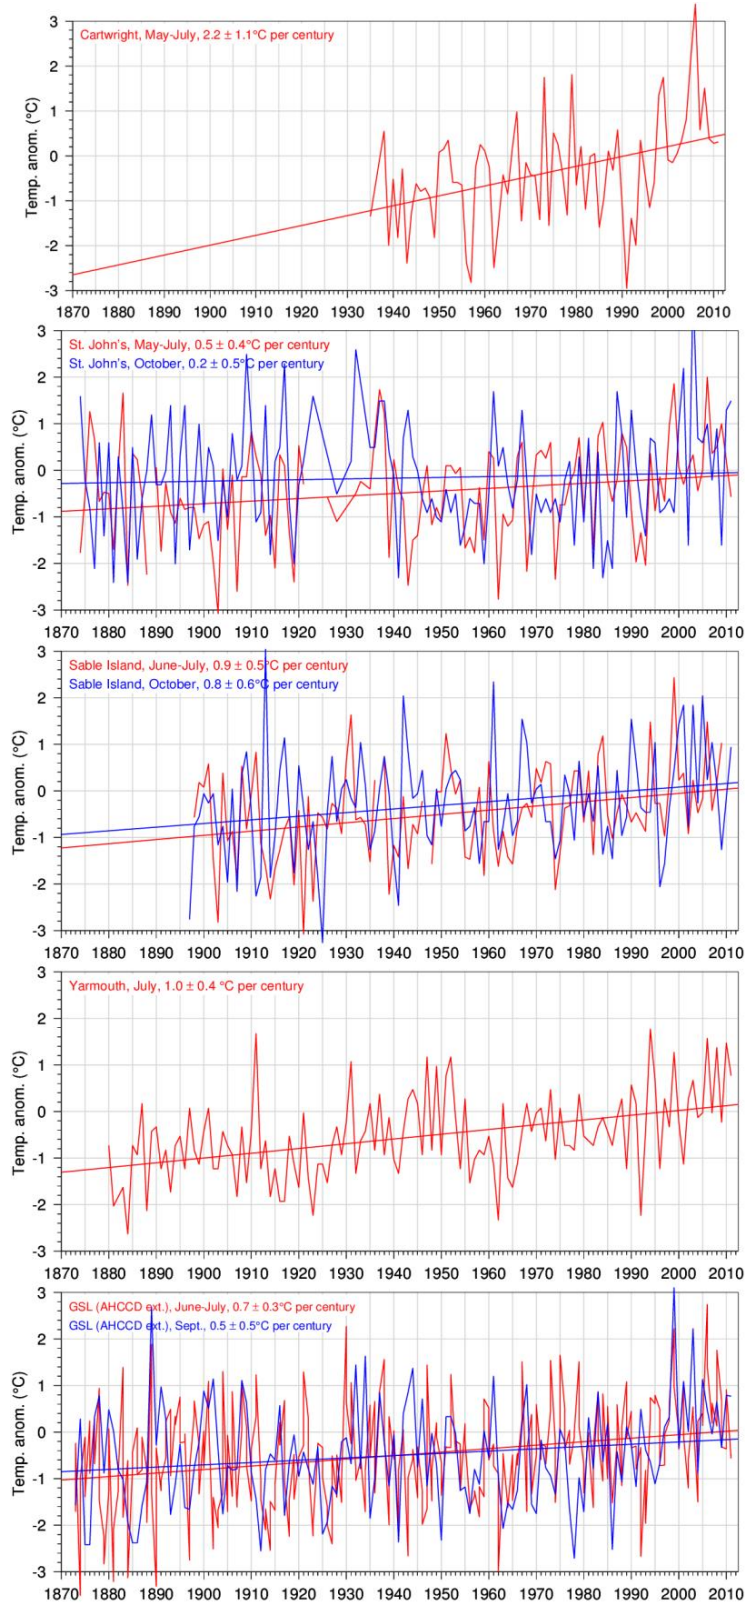 3
Cartwright, May-July, 2.2 ± 1.1°C per century
2
1
Temp. anom. (°C)
0
-1
-2
-3
1870 1880 1890 1900 1910 1920 1930 1940 1950 1960 1970 1980 1990 2000 2010
3
St. John's, May-July, 0.5 ± 0.4°C per century
St. John's, October, 0.2 ± 0.5°C per century
2
1
Temp. anom. (°C)
0
-1
-2
-3
1870 1880 1890 1900 1910 1920 1930 1940 1950 1960 1970 1980 1990 2000 2010
3
Sable Island, June-July, 0.9 ± 0.5°C per century
Sable Island, October, 0.8 ± 0.6°C per century
2
1
Temp. anom. (°C)
0
-1
-2
-3
1870 1880 1890 1900 1910 1920 1930 1940 1950 1960 1970 1980 1990 2000 2010
3
Yarmouth, July, 1.0 ± 0.4 °C per century
2
1
Temp. anom. (°C)
0
-1
-2
-3
1870 1880 1890 1900 1910 1920 1930 1940 1950 1960 1970 1980 1990 2000 2010
3
GSL (AHCCD ext.), June-July, 0.7 ± 0.3°C per century
GSL (AHCCD ext.), Sept., 0.5 ± 0.5°C per century
2
1
Temp. anom. (°C)
0
-1
-2
-3
1870 1880 1890 1900 1910 1920 1930 1940 1950 1960 1970 1980 1990 2000 2010